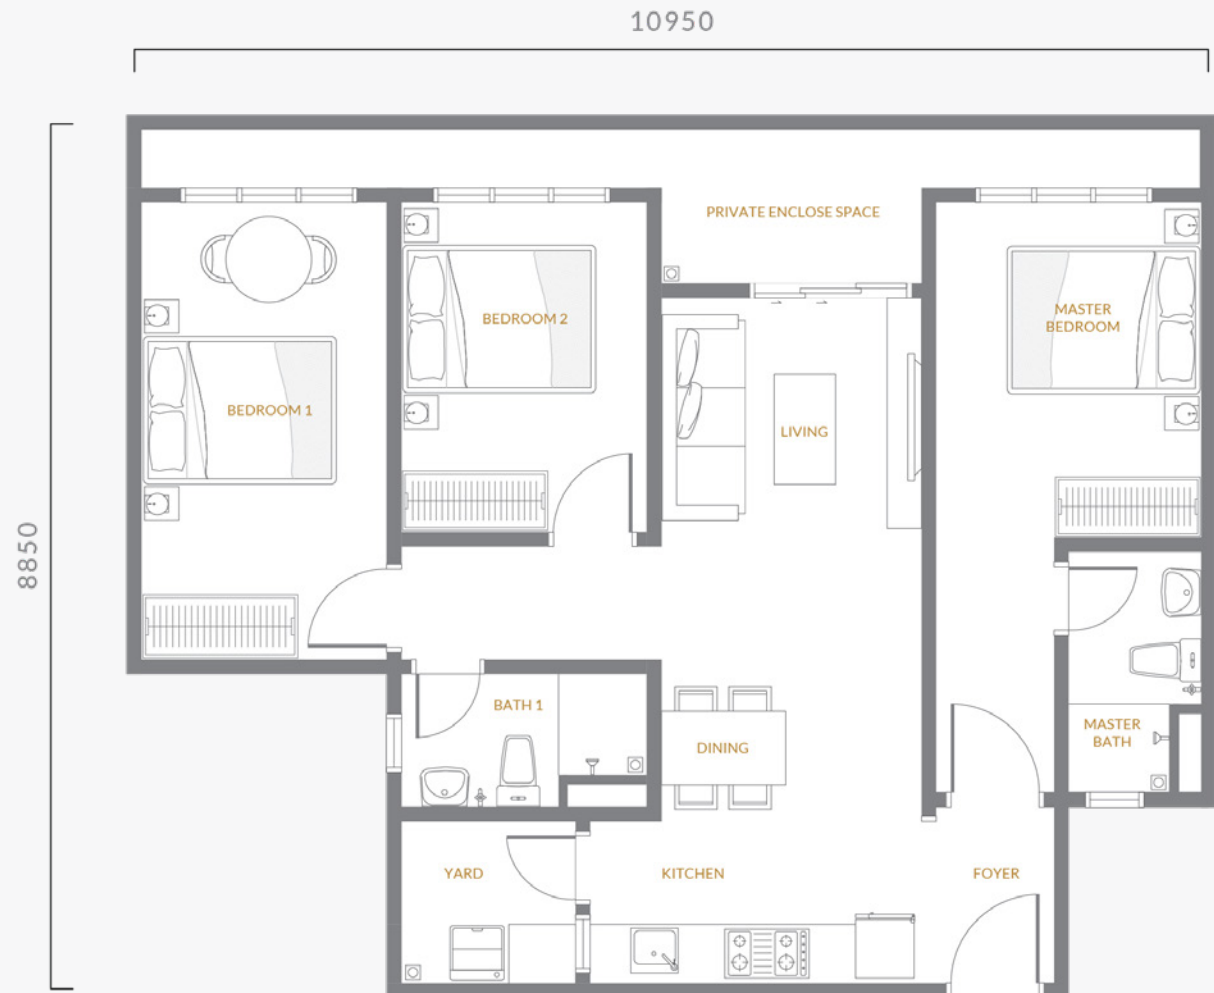 10950
8850
PRIVATE ENCLOSE SPACE
BEDROOM 2
MASTER
BEDROOM
BEDROOM 1
LIVING
BATH 1
MASTER
BATH
DINING
YARD
KITCHEN
FOYER